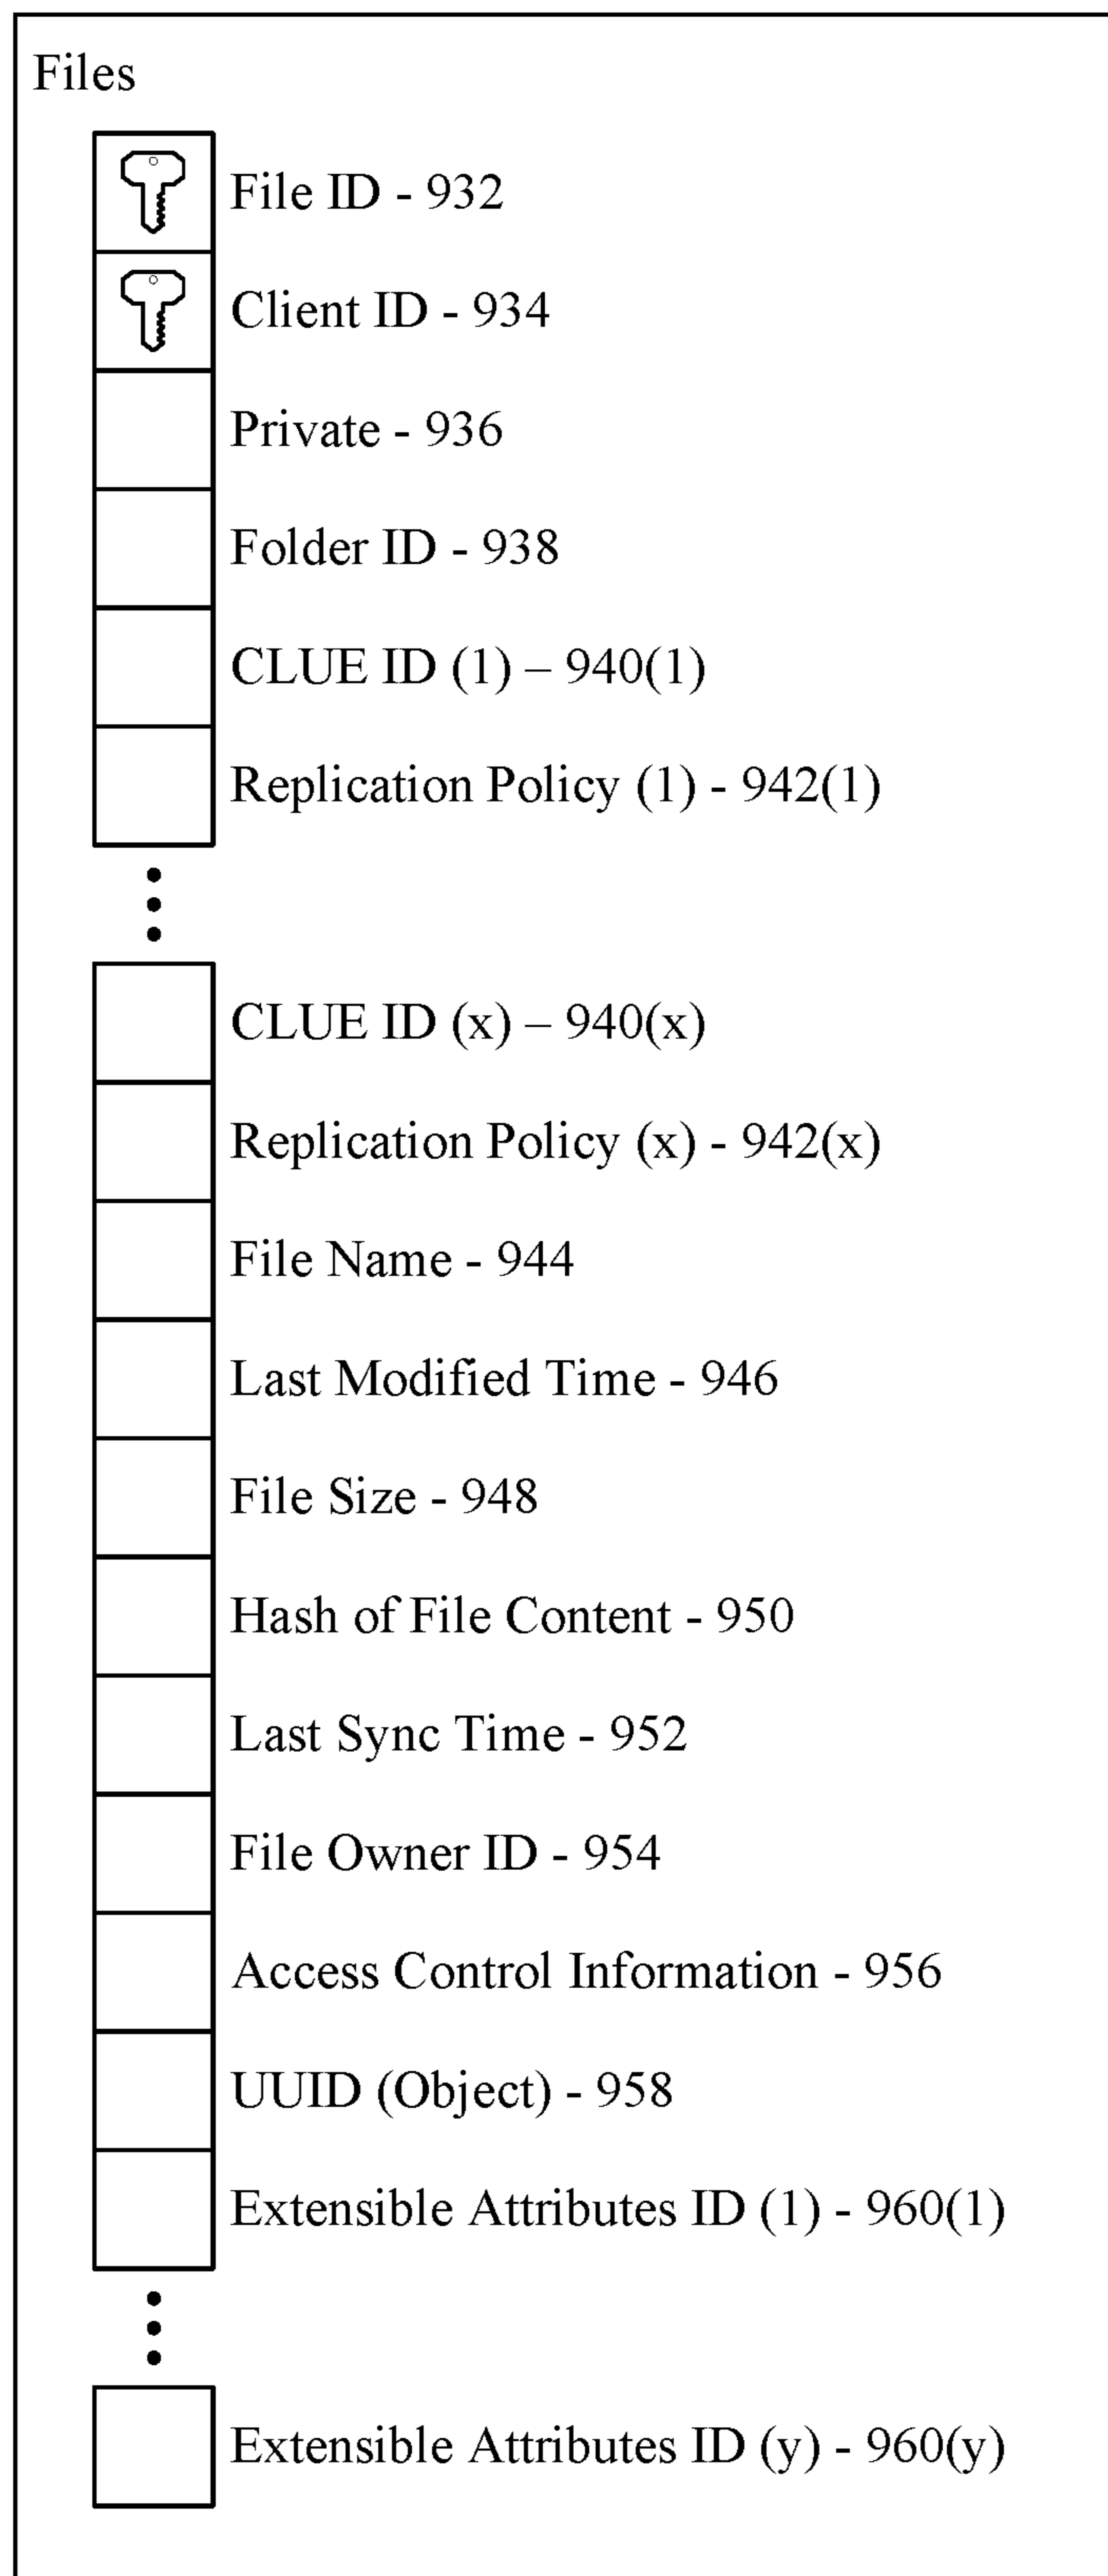 Files
File ID - 932
Client ID - 934
Private - 936
Folder ID - 938
CLUE ID (1) – 940(1)
Replication Policy (1) - 942(1)
CLUE ID (x) – 940(x)
Replication Policy (x) - 942(x)
File Name - 944
Last Modified Time - 946
File Size - 948
Hash of File Content - 950
Last Sync Time - 952
File Owner ID - 954
Access Control Information - 956
UUID (Object) - 958
Extensible Attributes ID (1) - 960(1)
Extensible Attributes ID (y) - 960(y)